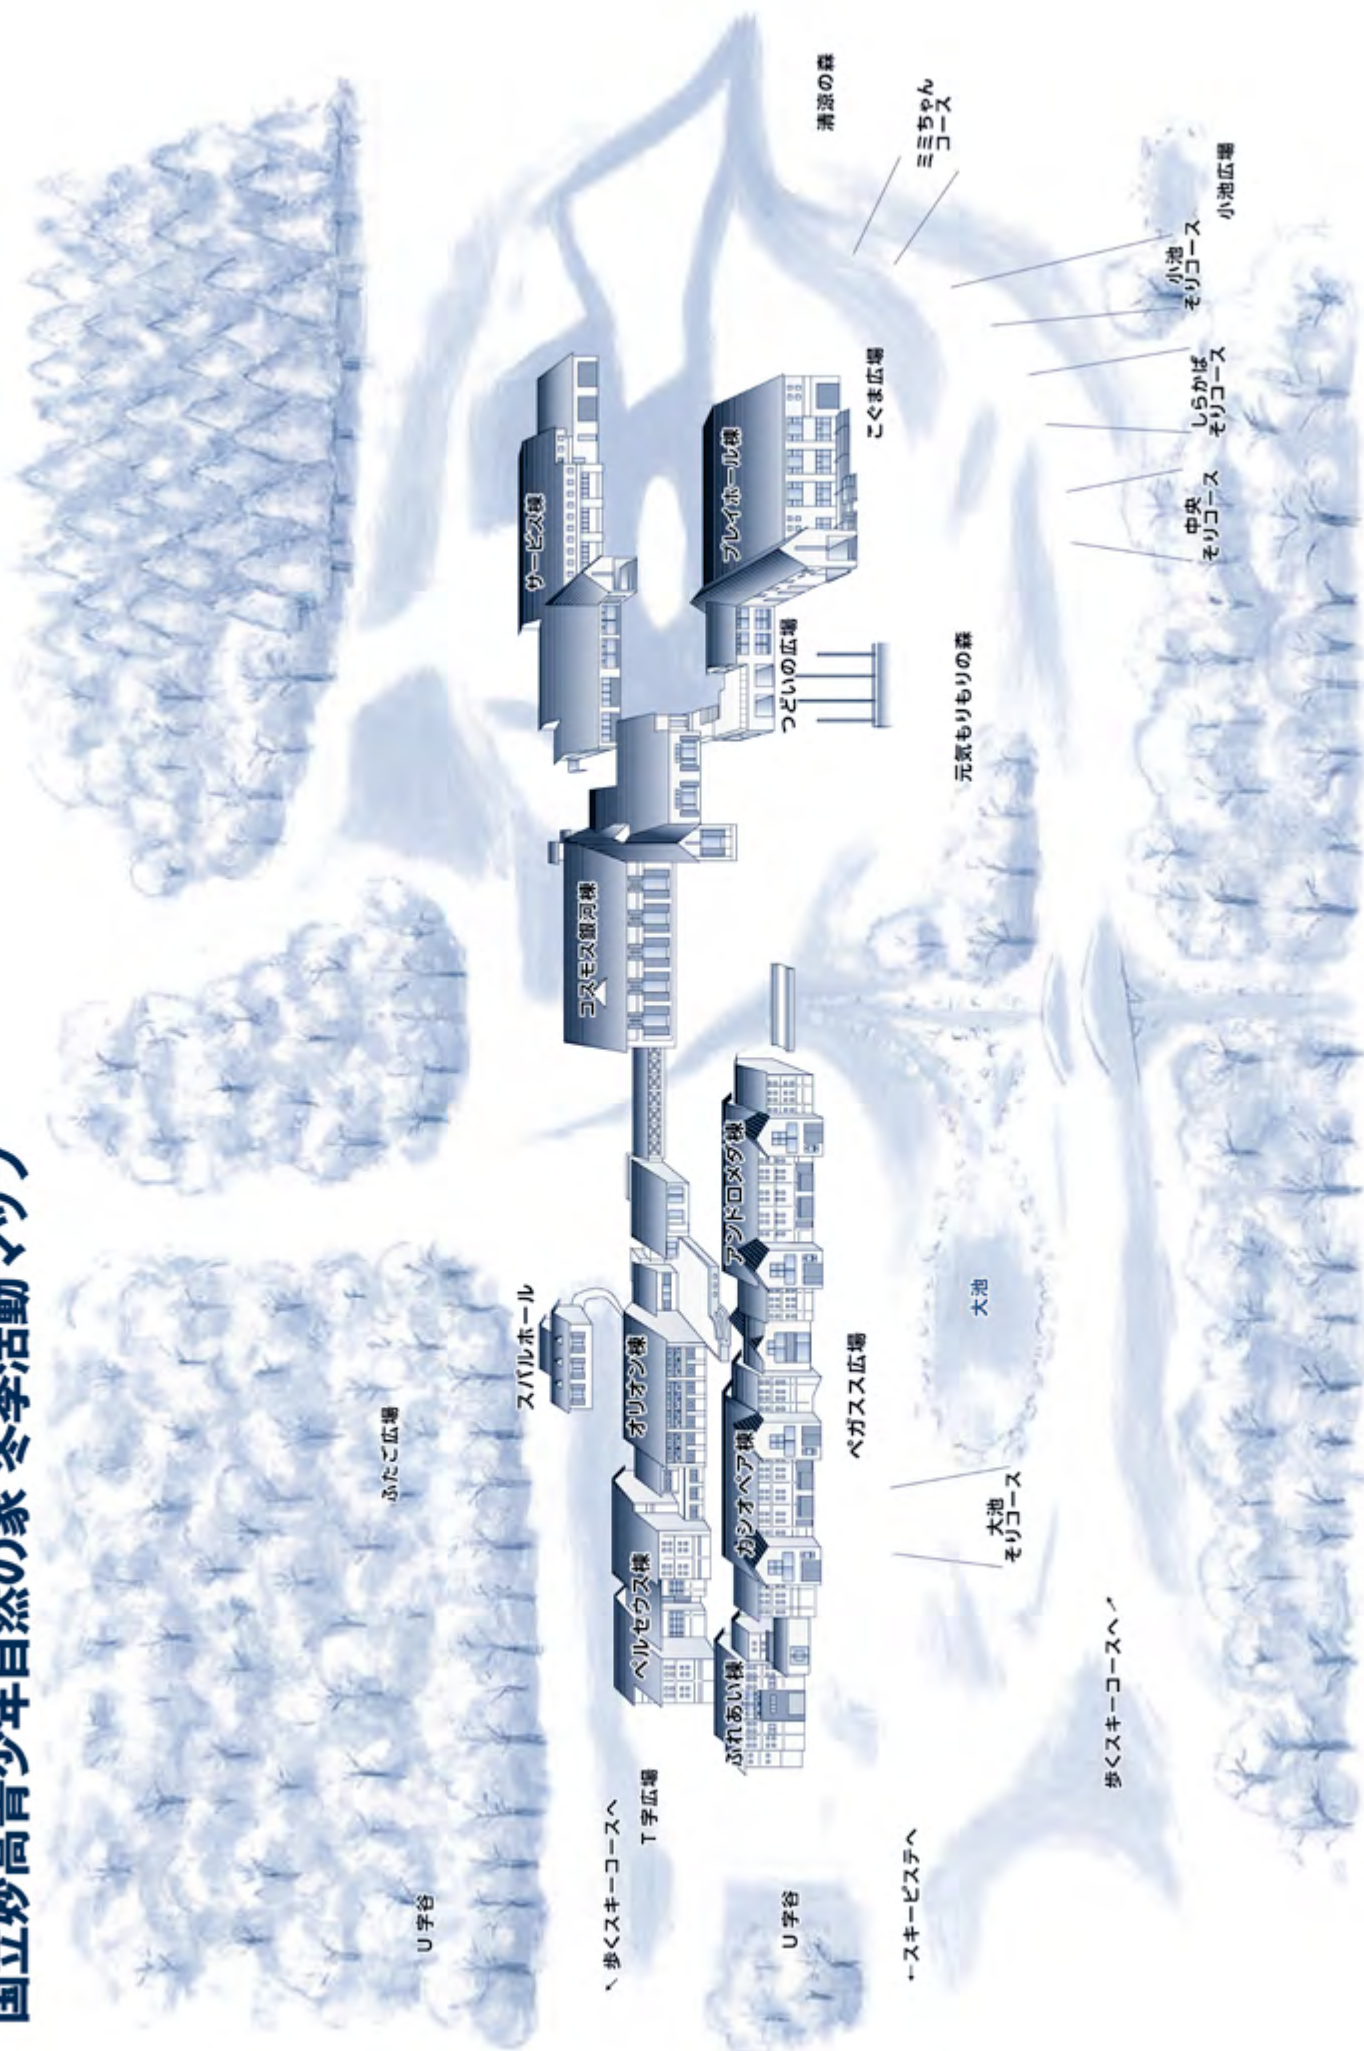 国立妙高青少年自然の家 冬季活動マップ
清涼の森
ミミちゃん
コース
小池広場
小池
そりコース
しらかば
そりコース
中央
そりコース
こぐま広場
サービス棟
プレイホール棟
つどいの広場
元気もりもりの森
コスモス銀河棟
アンドロメダ棟
スバルホール
オリオン棟
ふたご広場
大池
ペガスス広場
カシオペア棟
大池
そりコース
ペルセウス棟
ふれあい棟
歩くスキーコースへ↗
T字広場
↖歩くスキーコースへ
U字谷
U字谷
←スキーピステへ